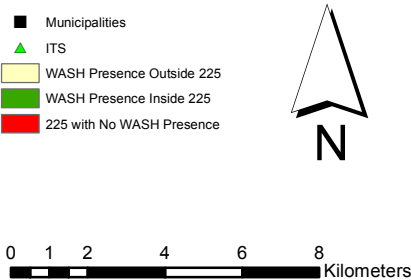 Municipalities
ITS
WASH Presence Outside 225
WASH Presence Inside 225
225 with No WASH Presence
N
0 1 2 4 6 8
Kilometers